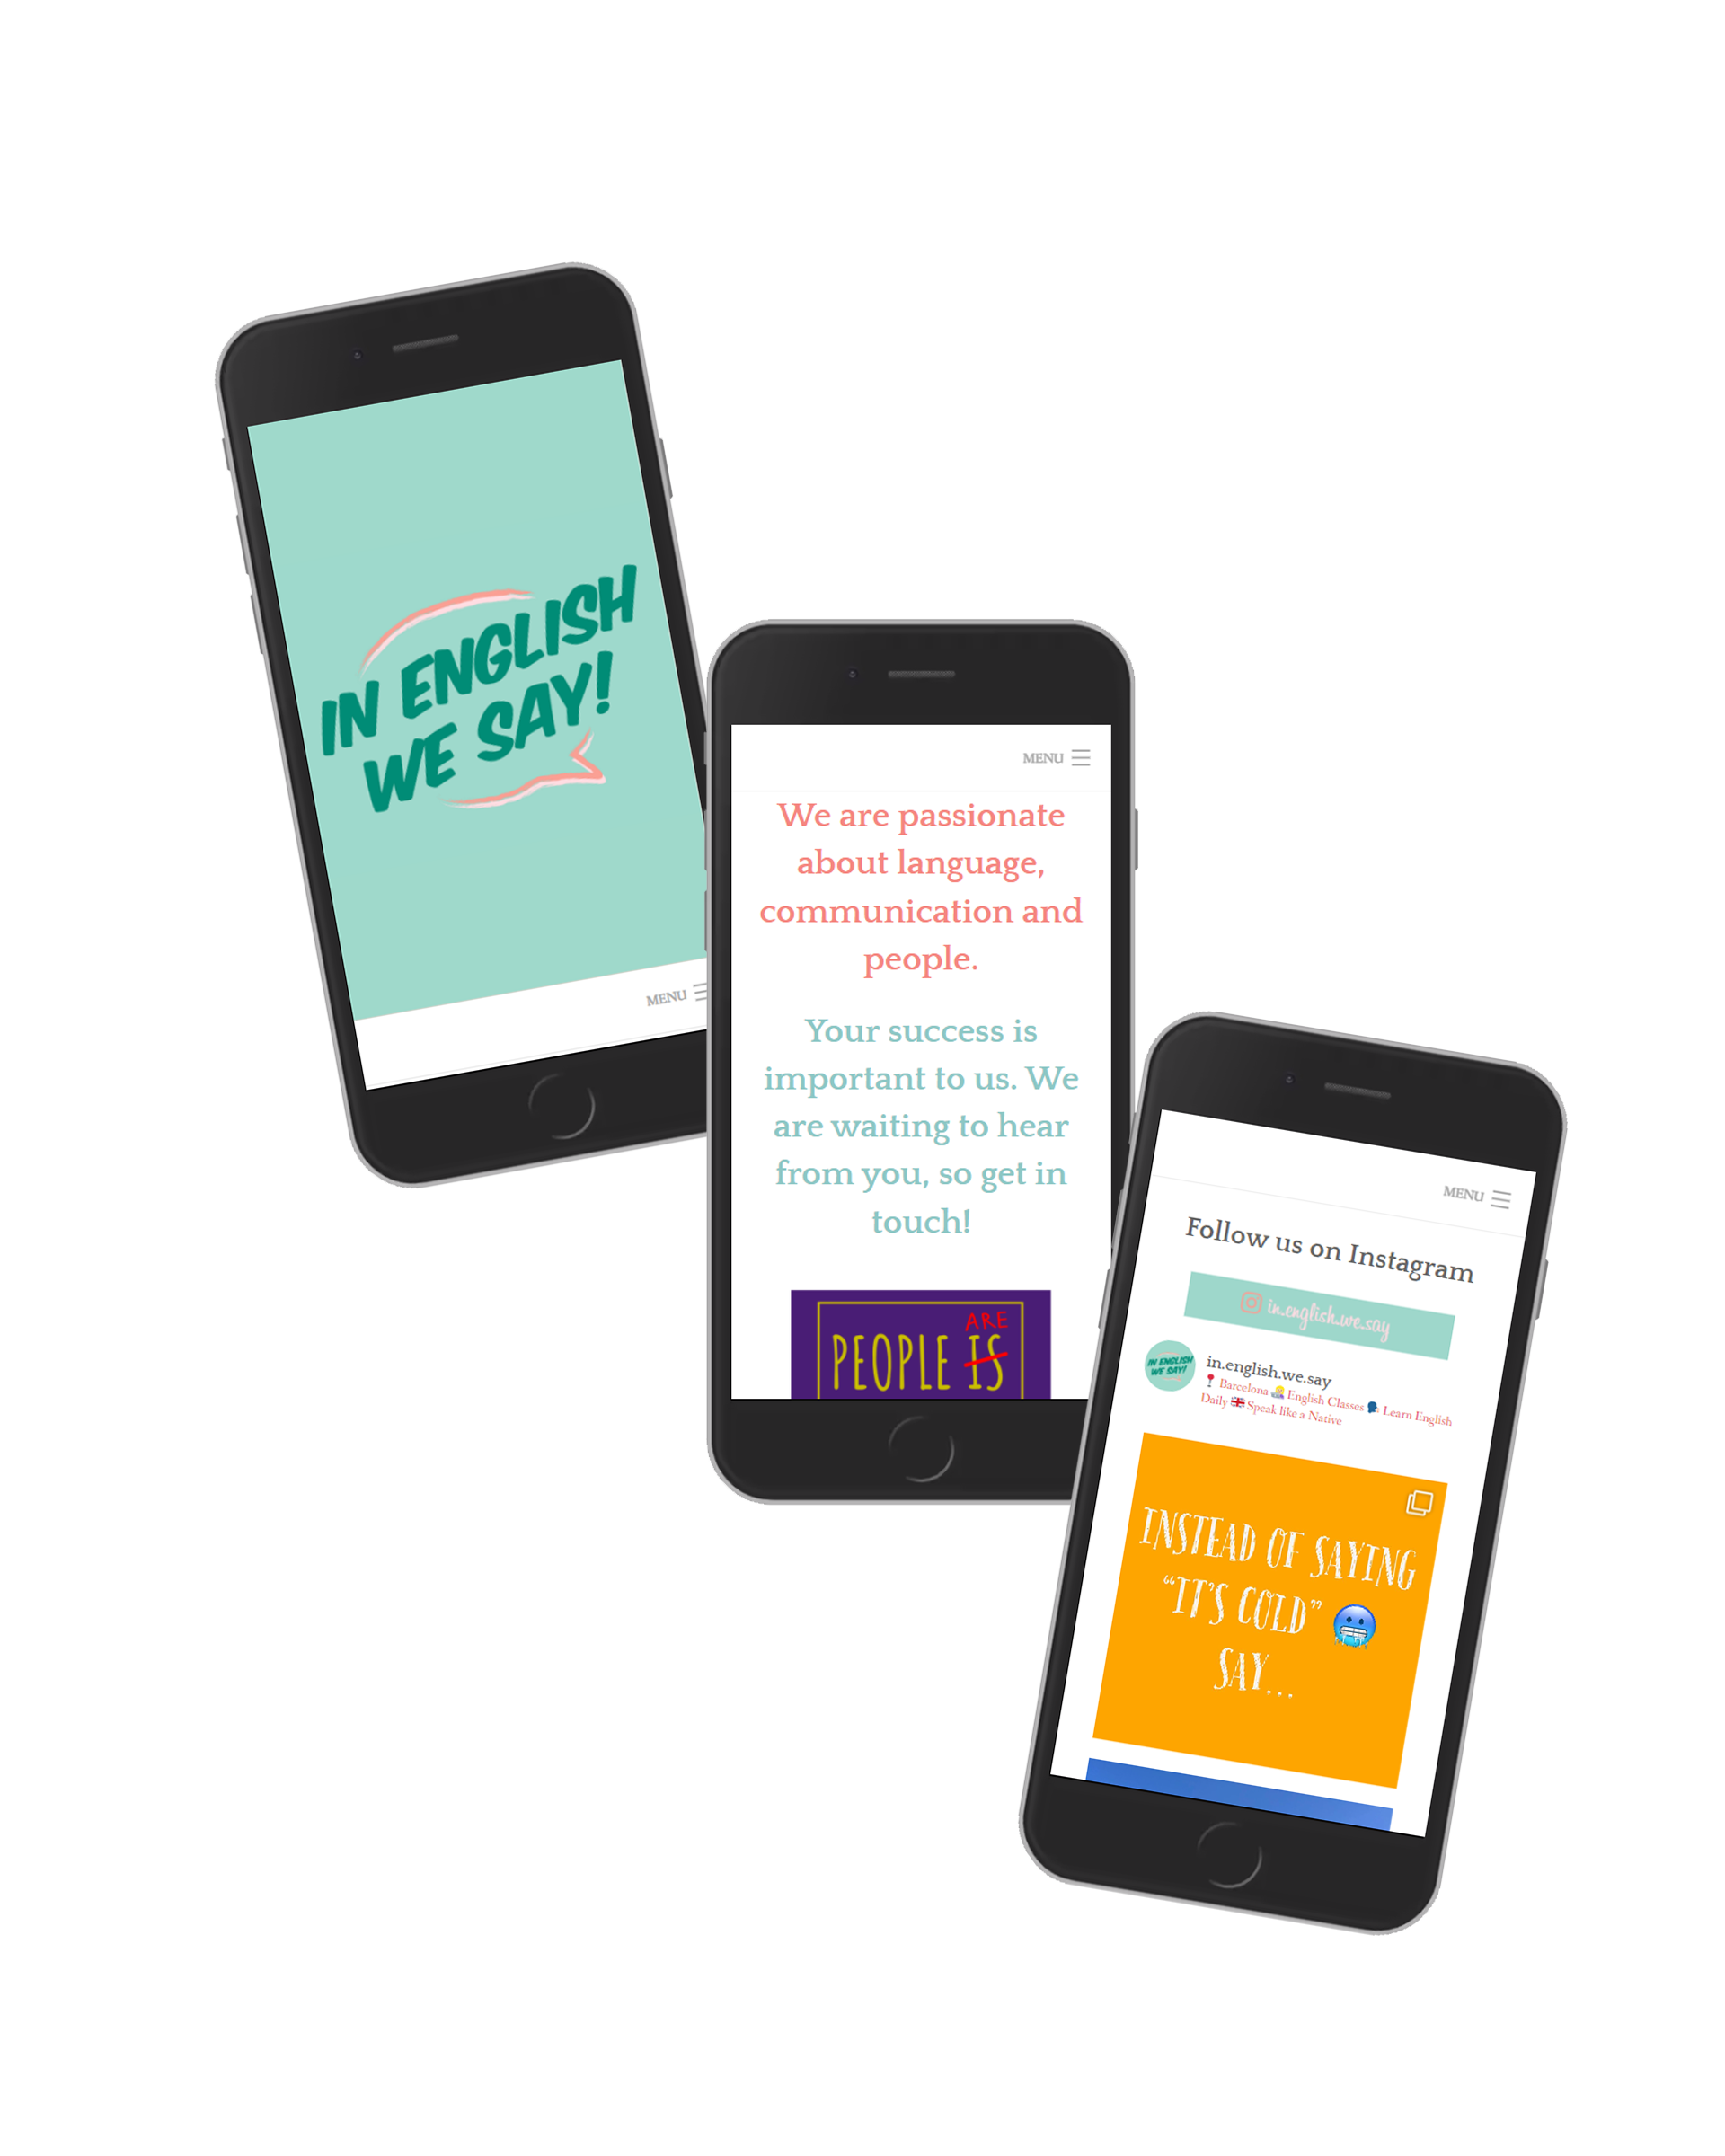 IN ENGLISH
WE SAY!
MENU
MENU
We are passionate
about language,
communication and
people.
Your success is
important to us. We
are waiting to hear
from you, so get in
touch!
ARE
PEOPLE IS
MENU
Follow us on Instagram
in.english.we.say
IN ENGLISH
WE SAY!
in.english.we.say
Barcelona English Classes Learn English
Daily Speak like a Native
INSTEAD OF SAYING
“IT’S COLD”
SAY...